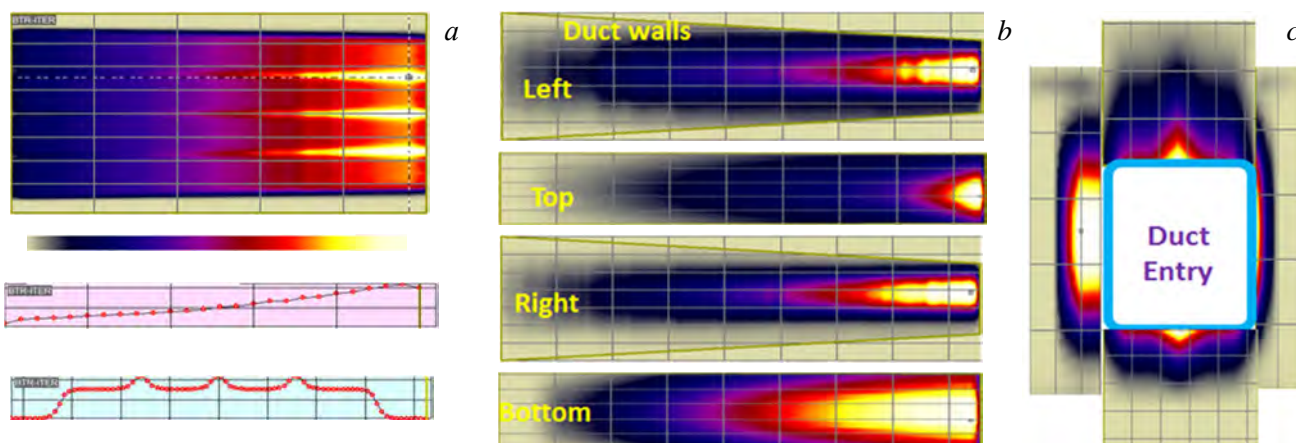 BTR-ITER
a
BTR-ITER
BTR-ITER
Duct walls
Left
Top
Right
Bottom
b
Duct
Entry
c